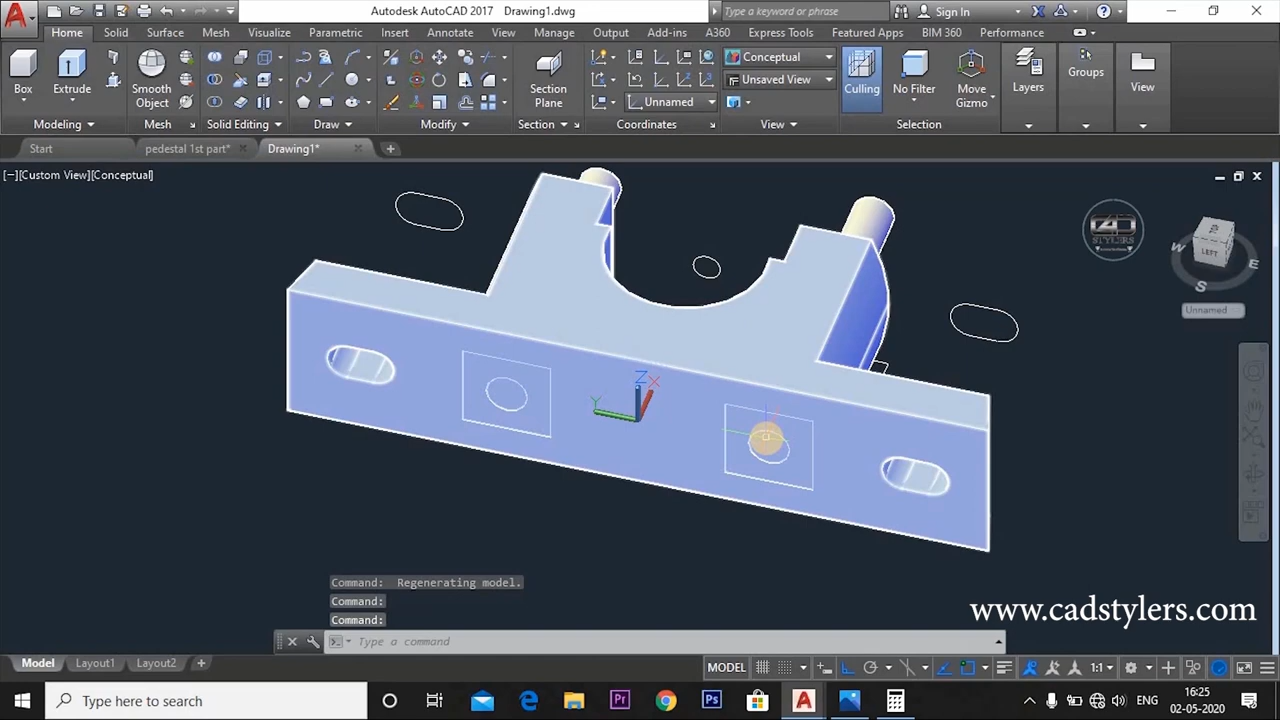 Autodesk AutoCAD 2017 Drawing1.dwg
Type a keyword or phrase
Sign In
Home
Solid
Surface
Mesh
Visualize
Parametric
Insert
Annotate
View
Manage
Output
Add-ins
A360
Express Tools
Featured Apps
BIM 360
Performance
Box
Extrude
Smooth
Object
Section
Plane
Conceptual
Unsaved View
Unnamed
Culling
No Filter
Move
Gizmo
Layers
Groups
View
Modeling
Mesh
Solid Editing
Draw
Modify
Section
Coordinates
View
Selection
Start
pedestal 1st part*
Drawing1*
[−][Custom View][Conceptual]
STYLERS
W
E
S
LEFT
Unnamed
Z
X
Y
Command: Regenerating model.
Command:
Command:
www.cadstylers.com
Type a command
Model
Layout1
Layout2
MODEL
1:1
Type here to search
Pr
Ps
A
ENG
16:25
02-05-2020